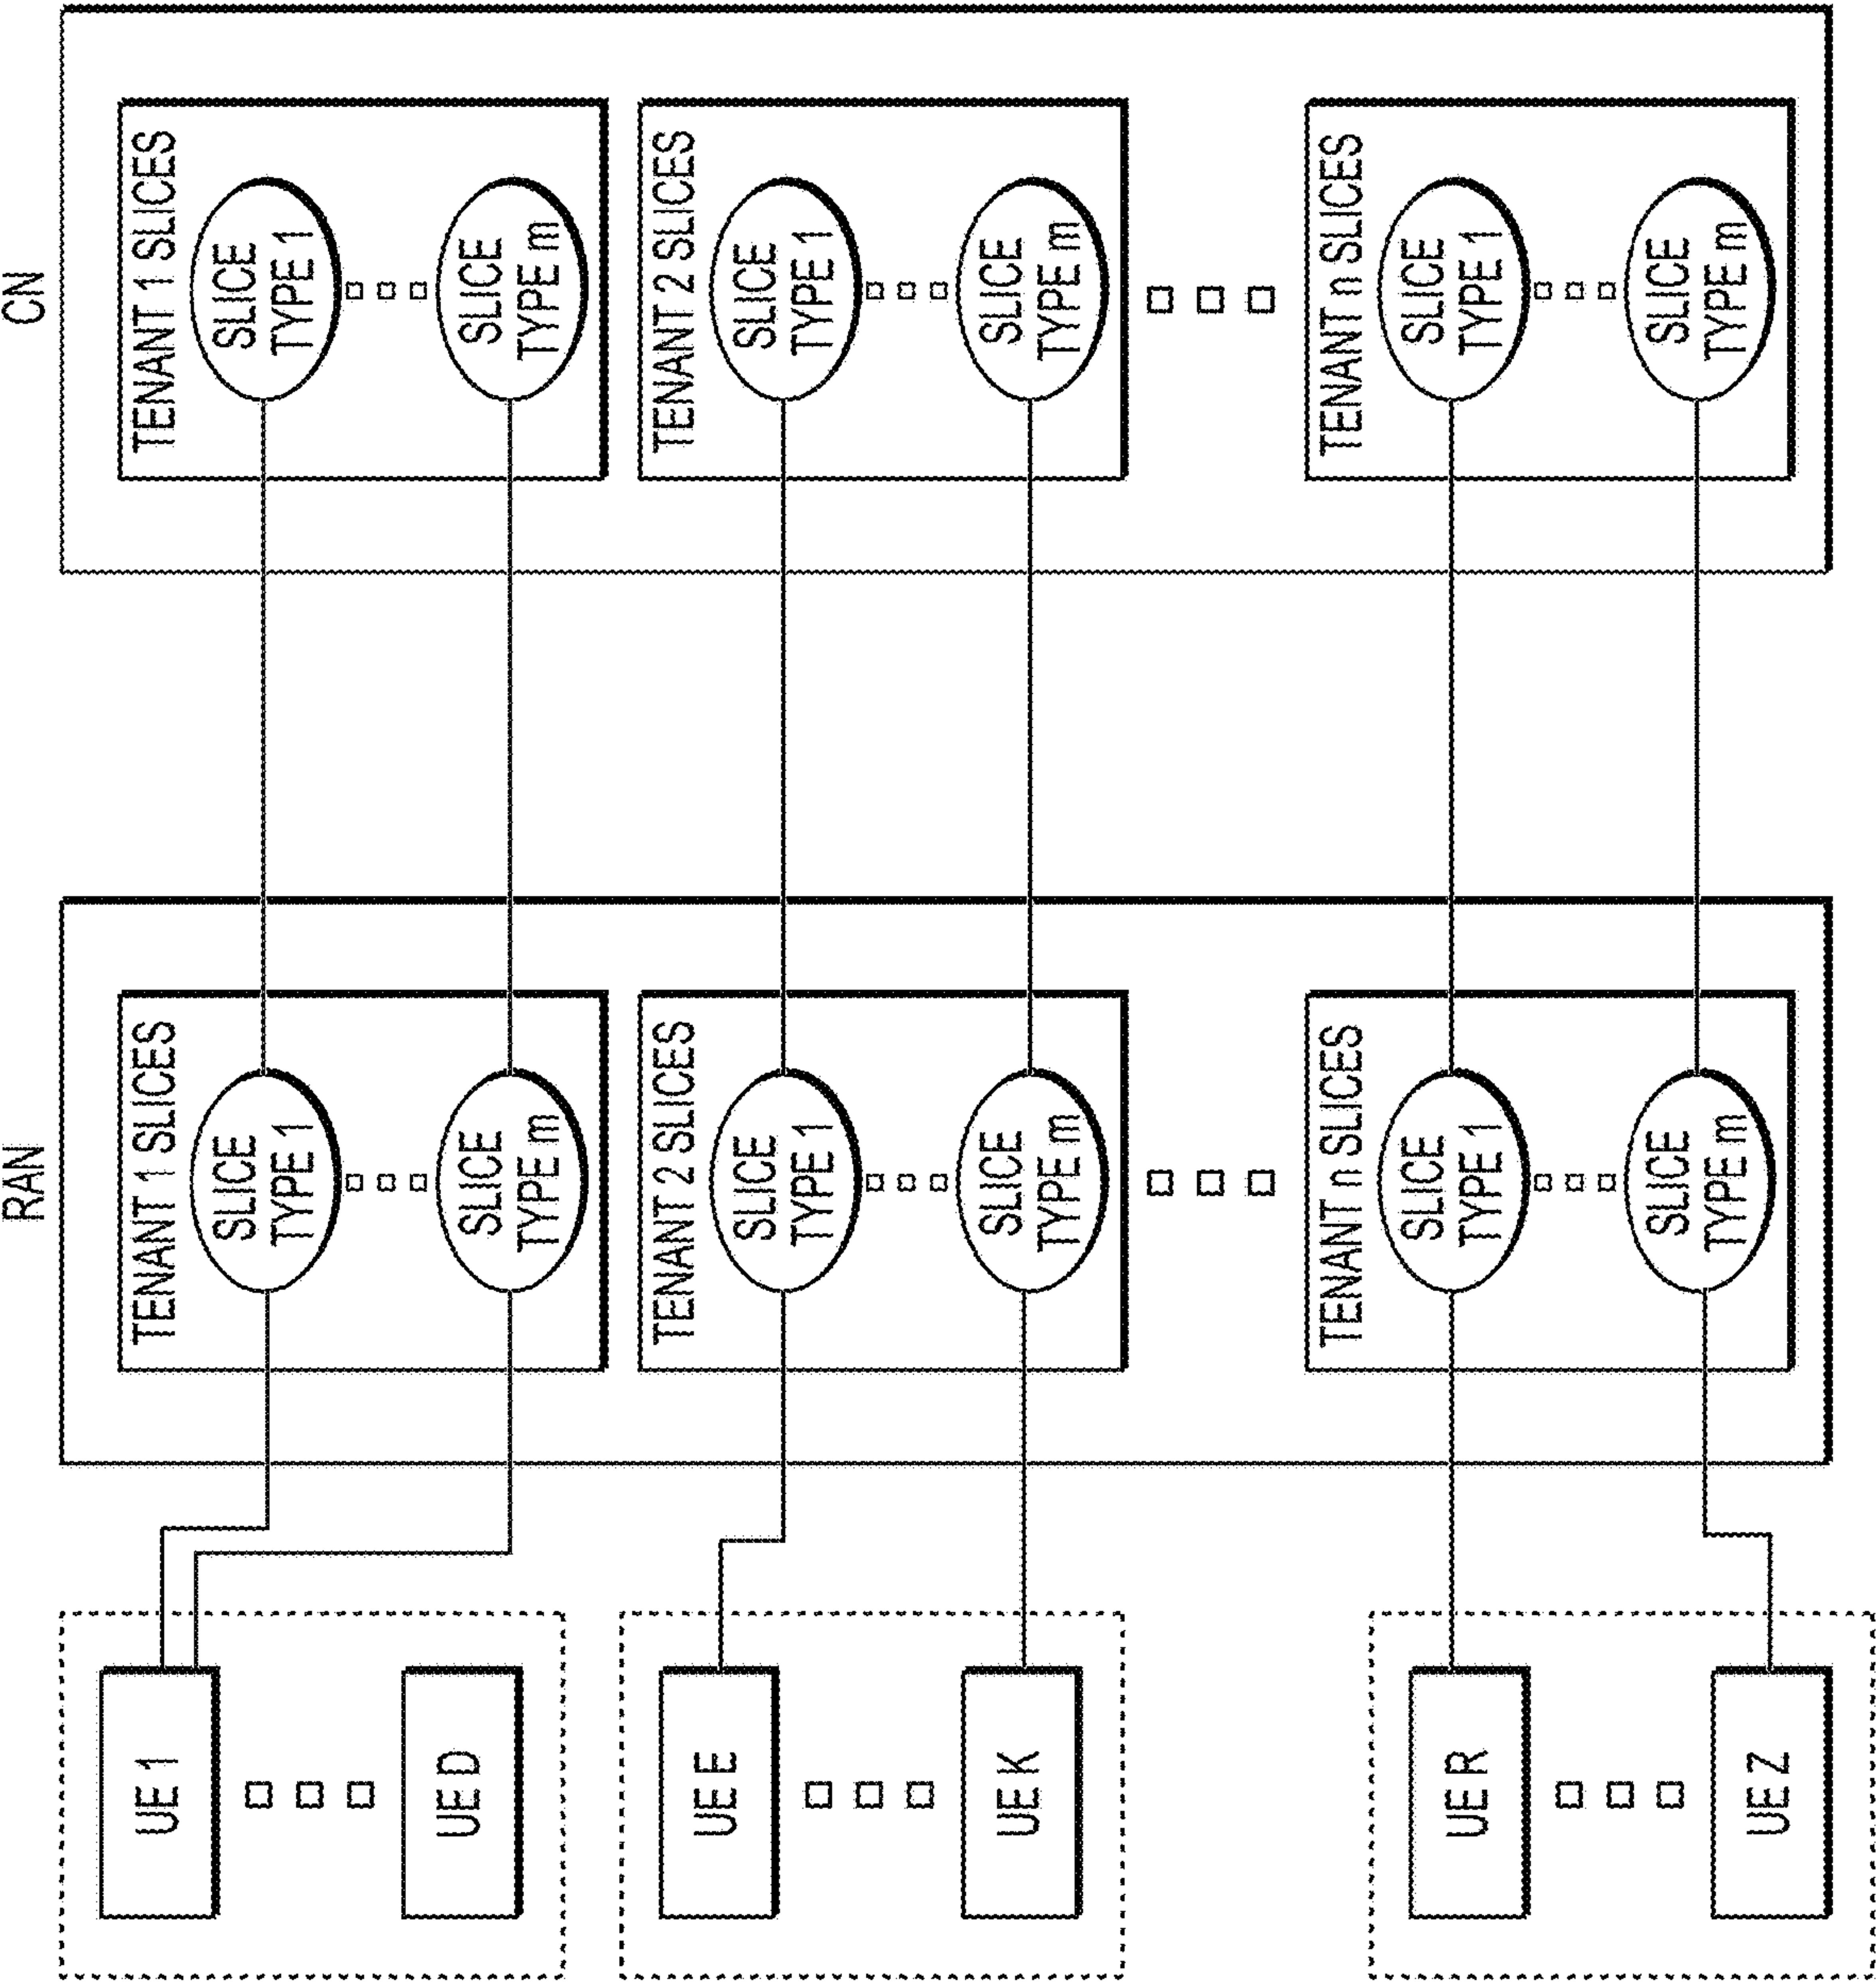 UE 1
UE D
UE E
UE K
UE R
UE Z
RAN
TENANT 1 SLICES
SLICE
TYPE 1
SLICE
TYPE m
TENANT 2 SLICES
SLICE
TYPE 1
SLICE
TYPE m
TENANT n SLICES
SLICE
TYPE 1
SLICE
TYPE m
CN
TENANT 1 SLICES
SLICE
TYPE 1
SLICE
TYPE m
TENANT 2 SLICES
SLICE
TYPE 1
SLICE
TYPE m
TENANT n SLICES
SLICE
TYPE 1
SLICE
TYPE m